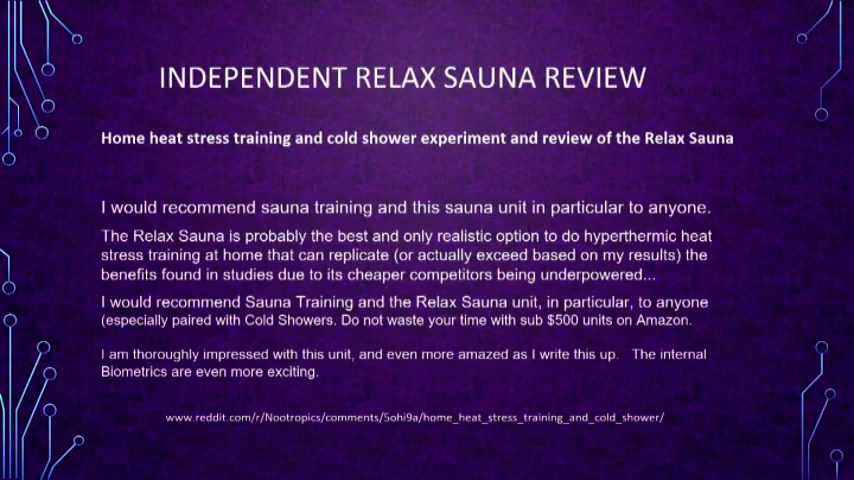 INDEPENDENT RELAX SAUNA REVIEW
Home heat stress training and cold shower experiment and review of the Relax Sauna
I would recommend sauna training and this sauna unit in particular to anyone.
The Relax Sauna is probably the best and only realistic option to do hyperthermic heat
stress training at home that can replicate (or actually exceed based on my results) the
benefits found in studies due to its cheaper competitors being underpowered...
I would recommend Sauna Training and the Relax Sauna unit, in particular, to anyone
(especially paired with Cold Showers. Do not waste your time with sub $500 units on Amazon.
I am thoroughly impressed with this unit, and even more amazed as I write this up. The internal
Biometrics are even more exciting.
www.reddit.com/r/Nootropics/comments/5ohi9a/home_heat_stress_training_and_cold_shower/